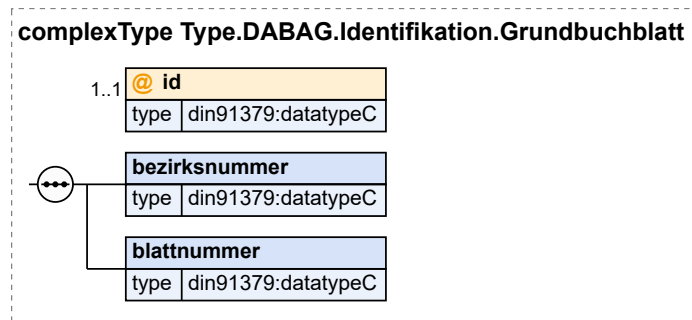 complexType Type.DABAG.Identifikation.Grundbuchblatt
1..1 @ id
type din91379:datatypeC
bezirksnummer
type din91379:datatypeC
blattnummer
type din91379:datatypeC